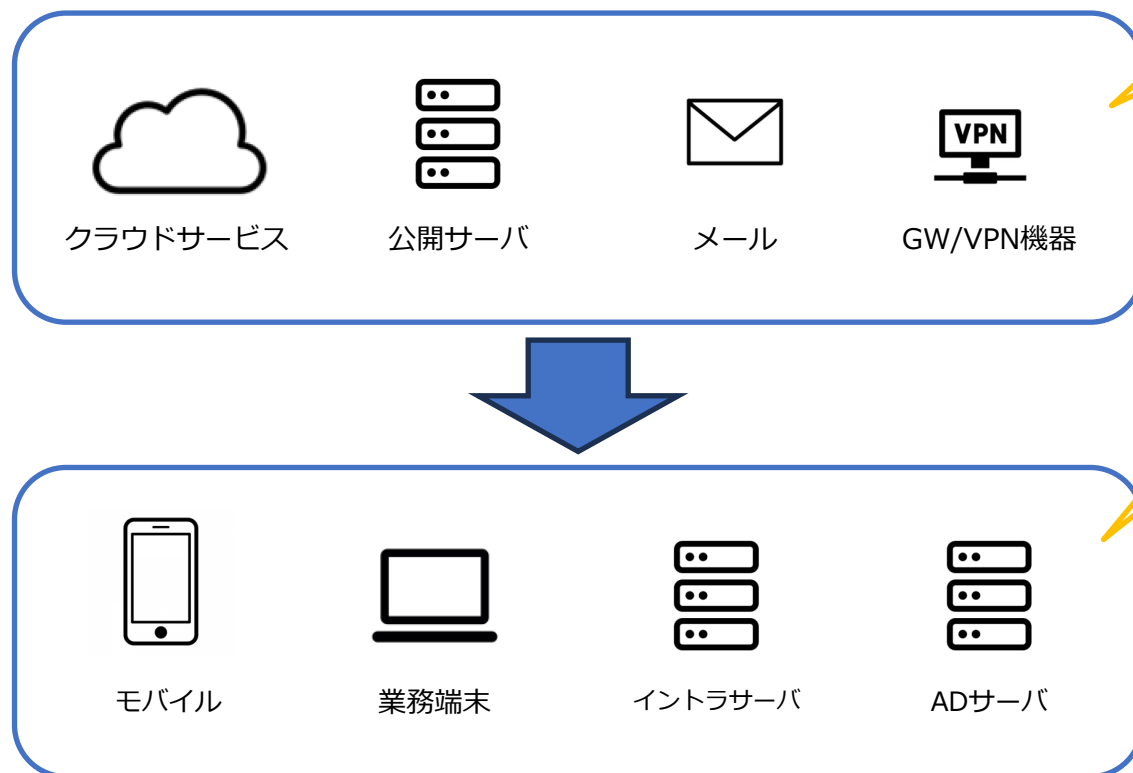 VPN
クラウドサービス
公開サーバ
メール
GW/VPN機器
モバイル
業務端末
イントラサーバ
ADサーバ